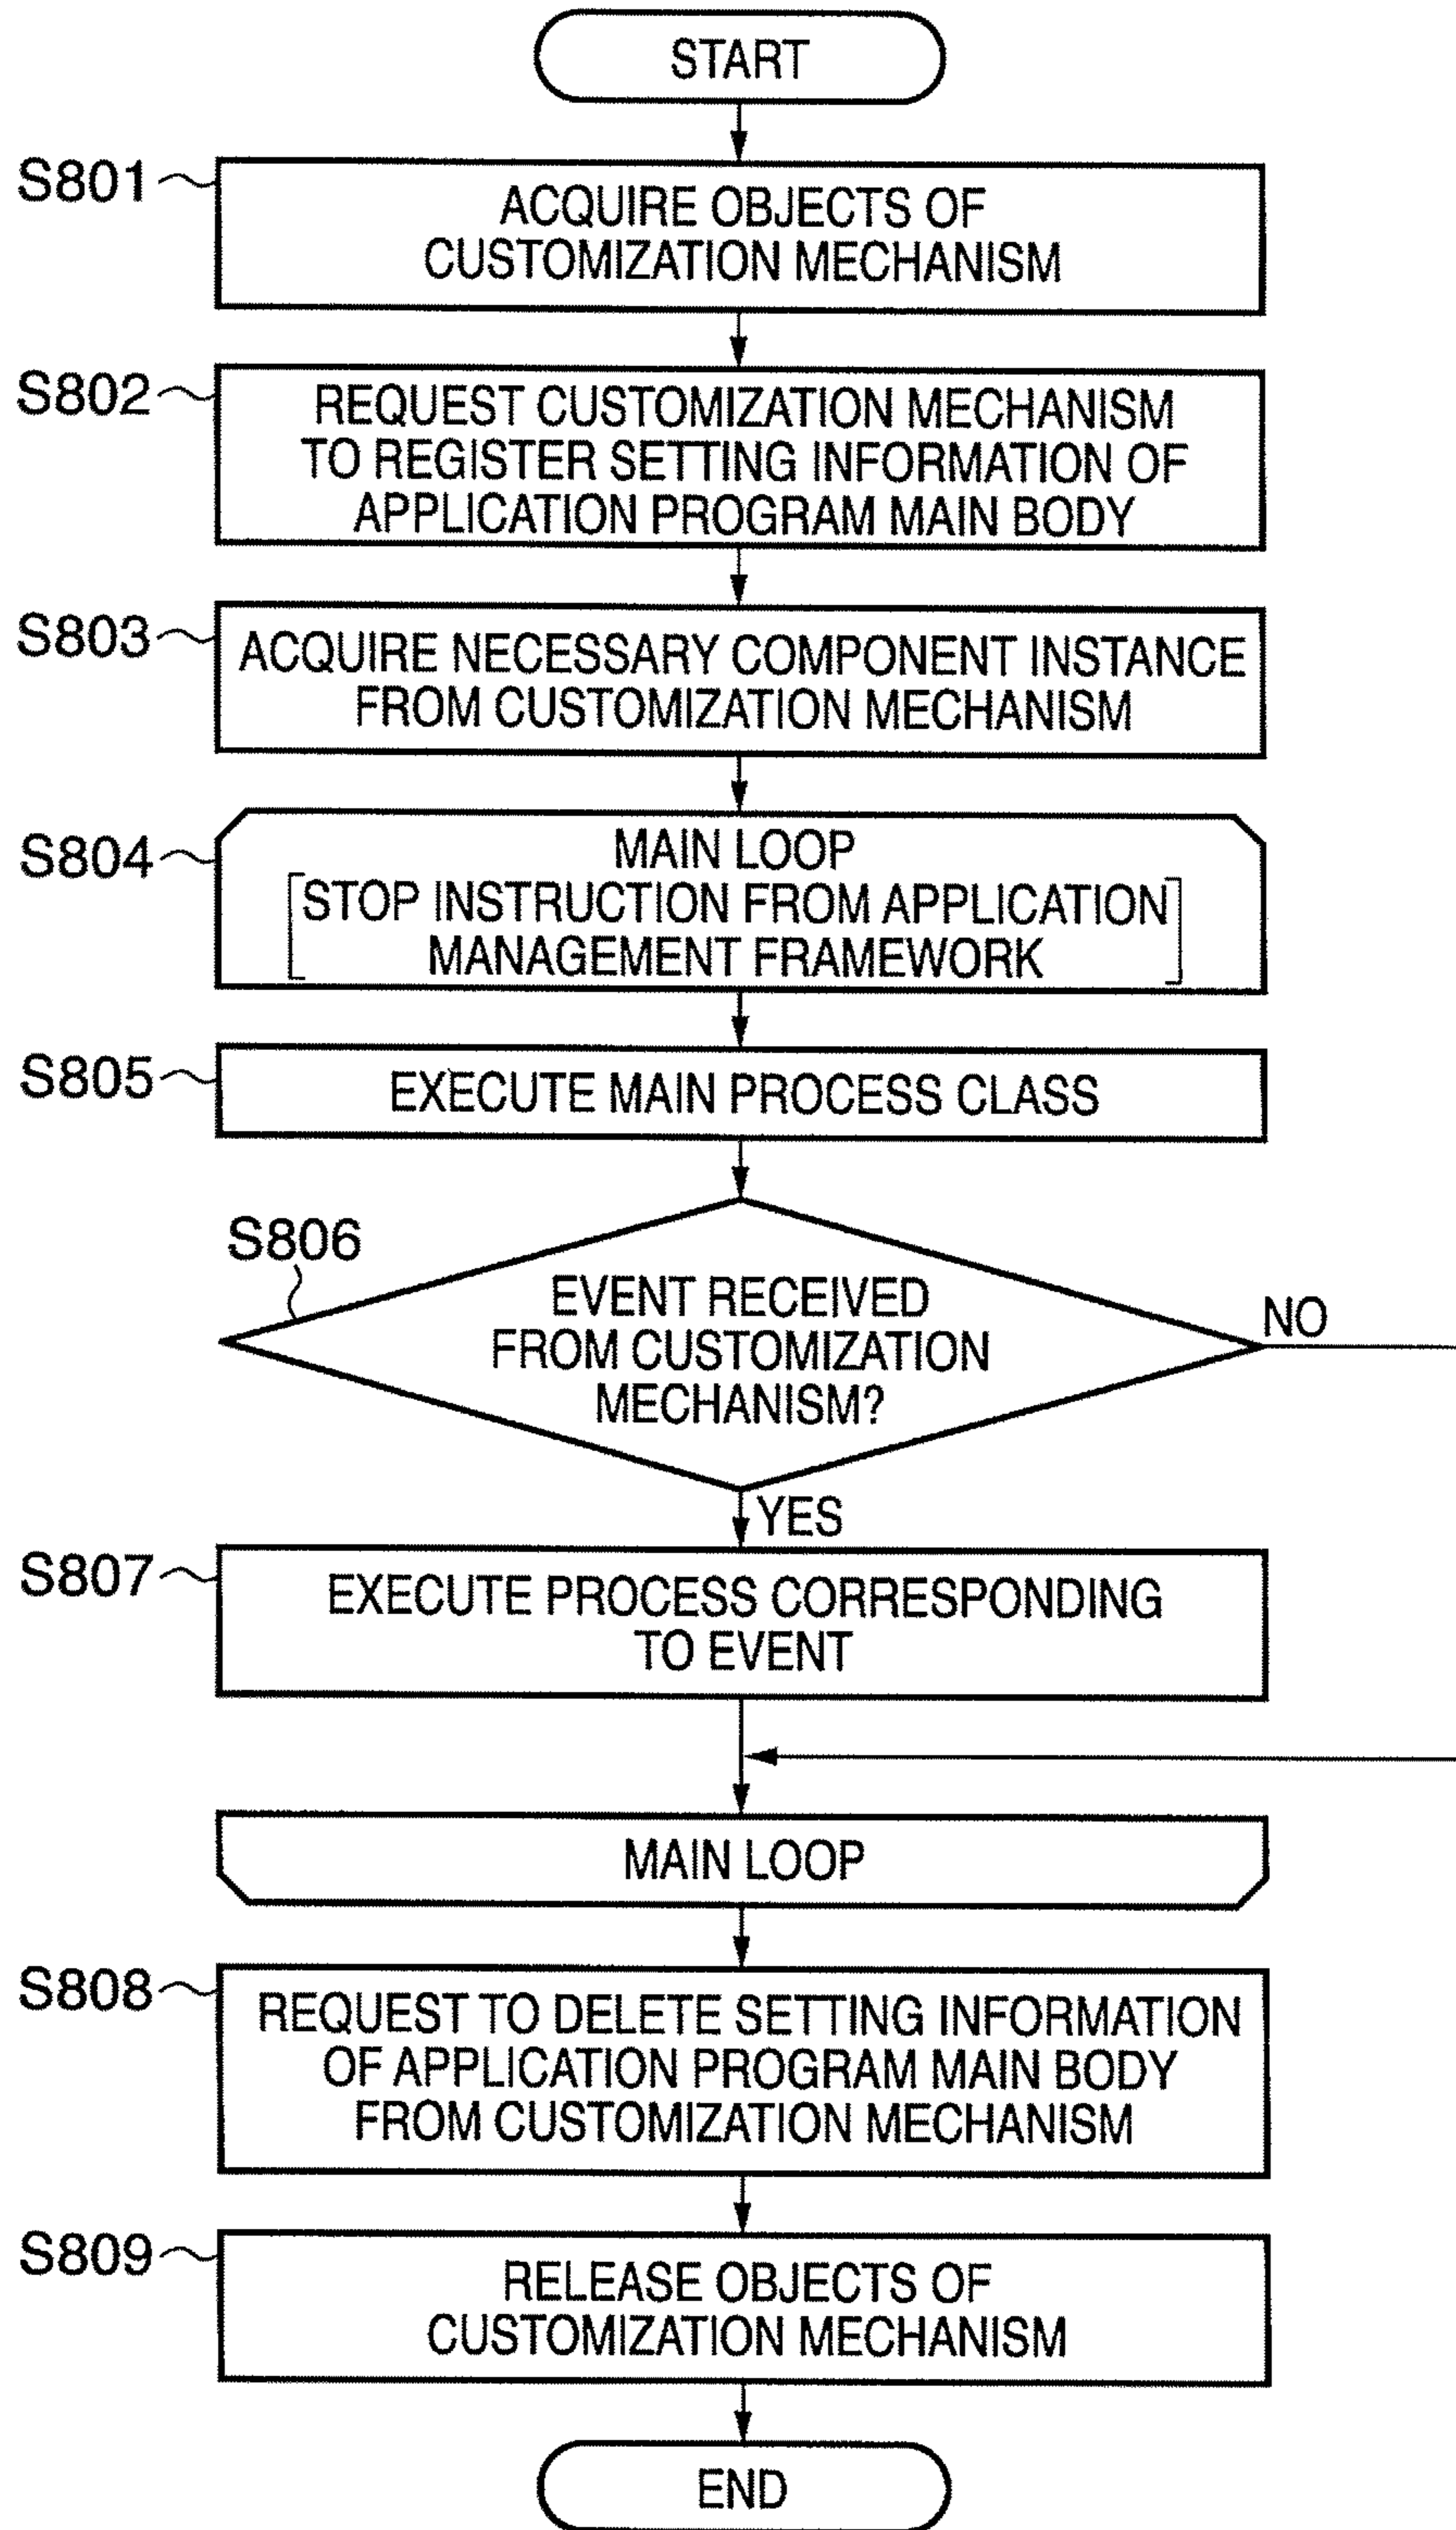 START
S801
ACQUIRE OBJECTS OF
CUSTOMIZATION MECHANISM
S802
REQUEST CUSTOMIZATION MECHANISM
TO REGISTER SETTING INFORMATION OF
APPLICATION PROGRAM MAIN BODY
S803
ACQUIRE NECESSARY COMPONENT INSTANCE
FROM CUSTOMIZATION MECHANISM
S804
MAIN LOOP
[STOP INSTRUCTION FROM APPLICATION
MANAGEMENT FRAMEWORK]
S805
EXECUTE MAIN PROCESS CLASS
S806
EVENT RECEIVED
FROM CUSTOMIZATION
MECHANISM?
NO
YES
S807
EXECUTE PROCESS CORRESPONDING
TO EVENT
MAIN LOOP
S808
REQUEST TO DELETE SETTING INFORMATION
OF APPLICATION PROGRAM MAIN BODY
FROM CUSTOMIZATION MECHANISM
S809
RELEASE OBJECTS OF
CUSTOMIZATION MECHANISM
END